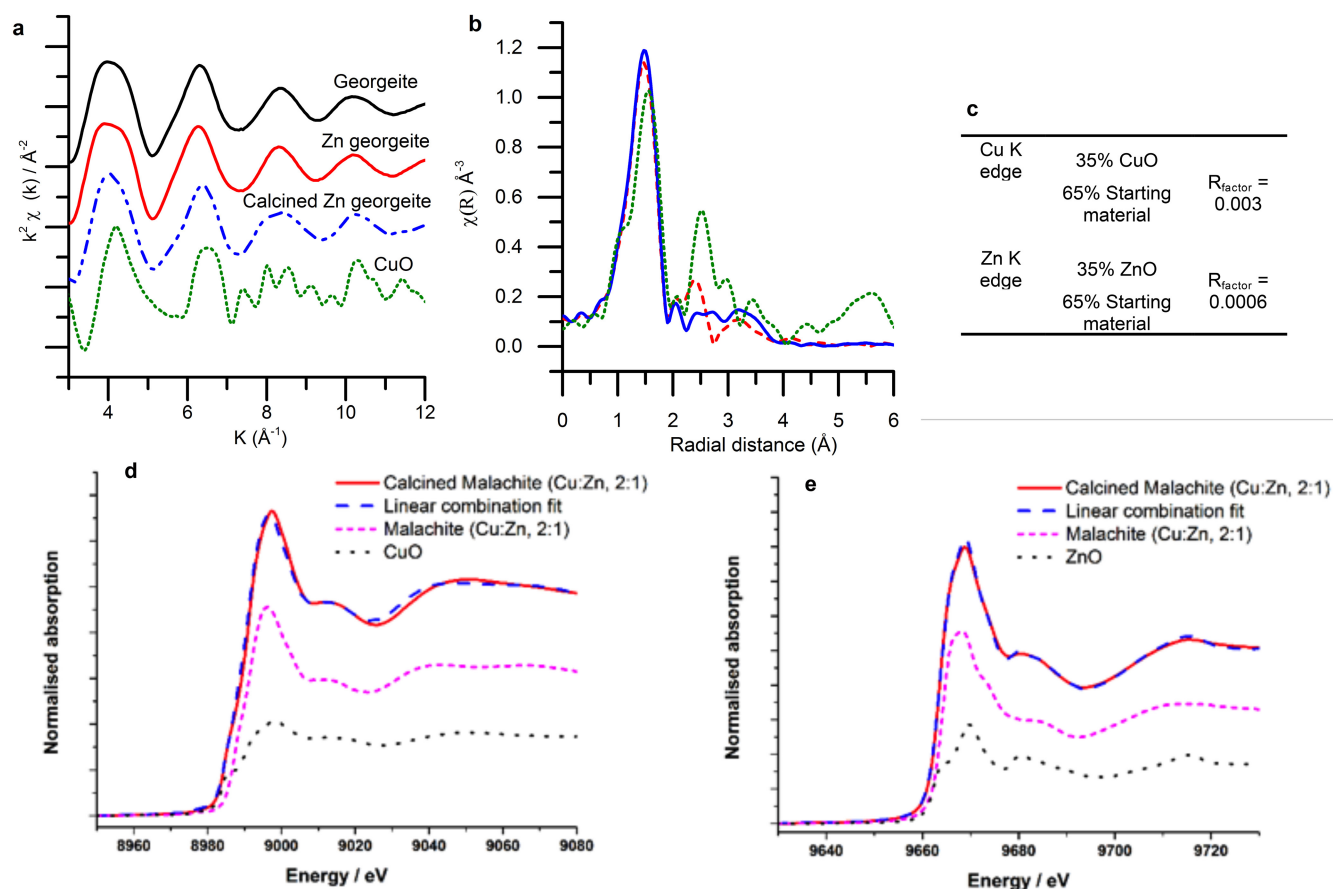 a
Georgeite
Zn georgeite
Calcined Zn georgeite
CuO
k² χ (k) / Å⁻²
4 6 8 10 12
K (Å⁻¹)
b
1.2
1.0
0.8
0.6
0.4
0.2
0.0
χ(R) Å⁻³
0 1 2 3 4 5 6
Radial distance (Å)
c
Cu K edge
35% CuO
65% Starting material
R_factor = 0.003
Zn K edge
35% ZnO
65% Starting material
R_factor = 0.0006
d
Calcined Malachite (Cu:Zn, 2:1)
Linear combination fit
Malachite (Cu:Zn, 2:1)
CuO
Normalised absorption
8960 8980 9000 9020 9040 9060 9080
Energy / eV
e
Calcined Malachite (Cu:Zn, 2:1)
Linear combination fit
Malachite (Cu:Zn, 2:1)
ZnO
Normalised absorption
9640 9660 9680 9700 9720
Energy / eV